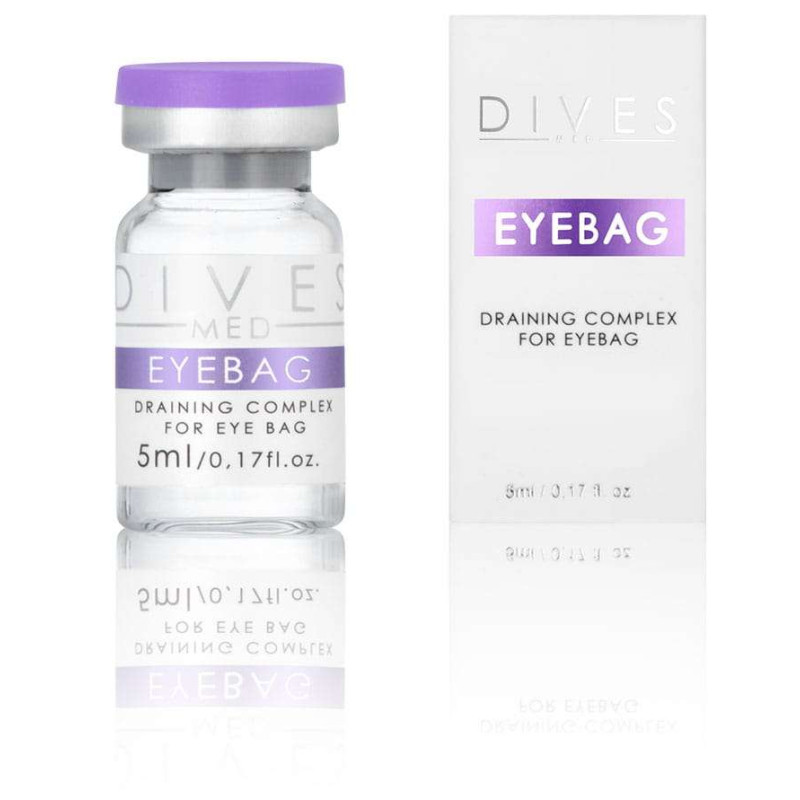 DIVES
MED
EYEBAG
DRAINING COMPLEX
FOR EYE BAG
5ml/0,17fl.oz.
DIVES
MED
EYEBAG
DRAINING COMPLEX
FOR EYEBAG
5ml / 0,17 fl. oz